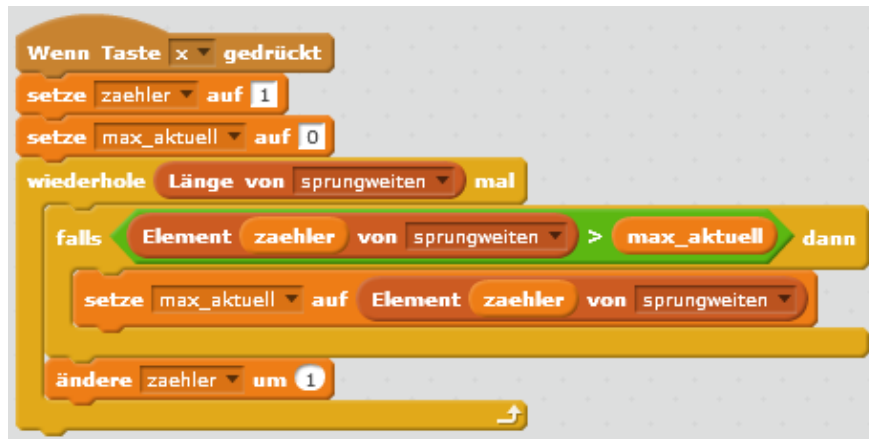 Wenn Taste x gedrückt
setze zaehler auf 1
setze max_aktuell auf 0
wiederhole Länge von sprungweiten mal
falls Element zaehler von sprungweiten > max_aktuell dann
setze max_aktuell auf Element zaehler von sprungweiten
ändere zaehler um 1